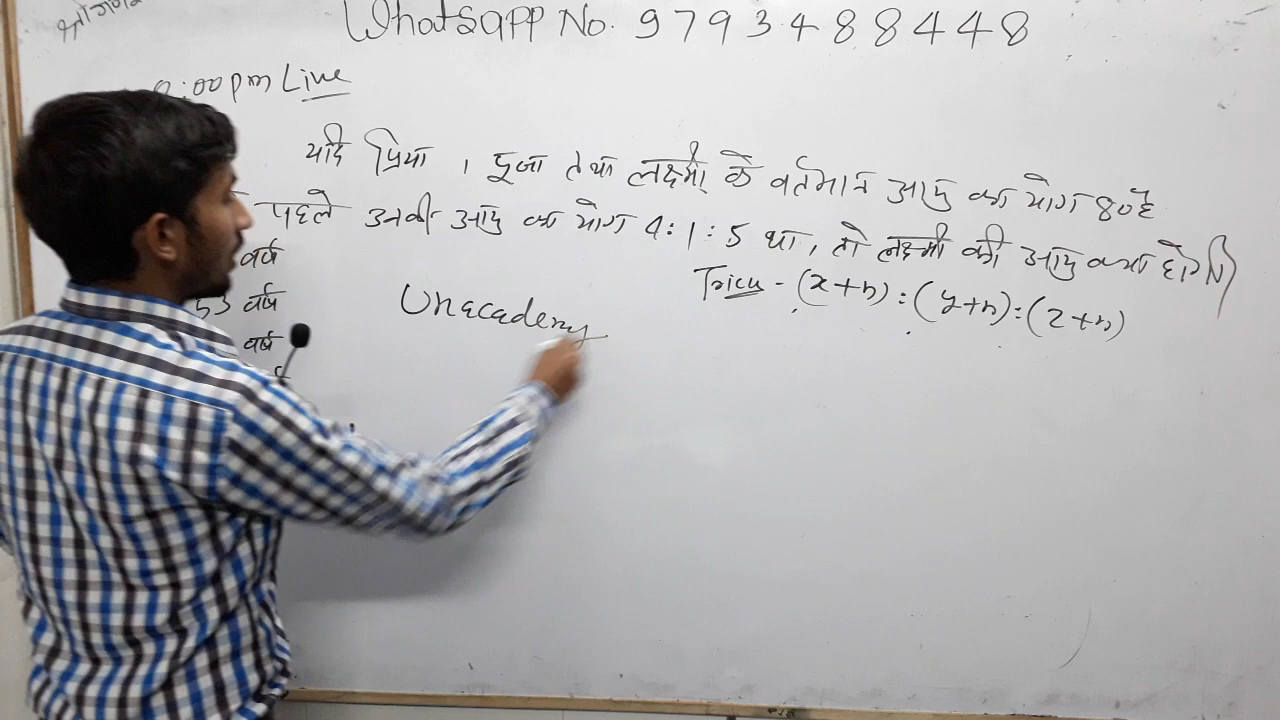 Whatsapp No. 9793488448
:00pm Live
यदि प्रिया , पूजा तथा लक्ष्मी के वर्तमान आयु का योग 80 है
पहले उनकी आयु का योग 4:1:5 था, तो लक्ष्मी की आयु क्या होगी
वर्ष
Trick - (x+n):(y+n):(z+n)
Unacademy
53 वर्ष
वर्ष